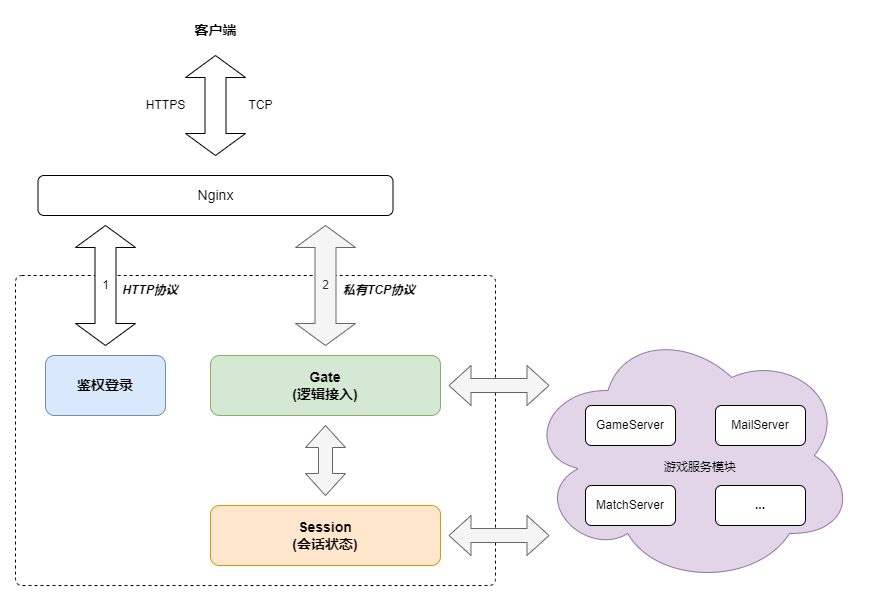 客户端
HTTPS
TCP
Nginx
1
HTTP协议
2
私有TCP协议
鉴权登录
Gate
(逻辑接入)
GameServer
MailServer
游戏服务模块
MatchServer
...
Session
(会话状态)